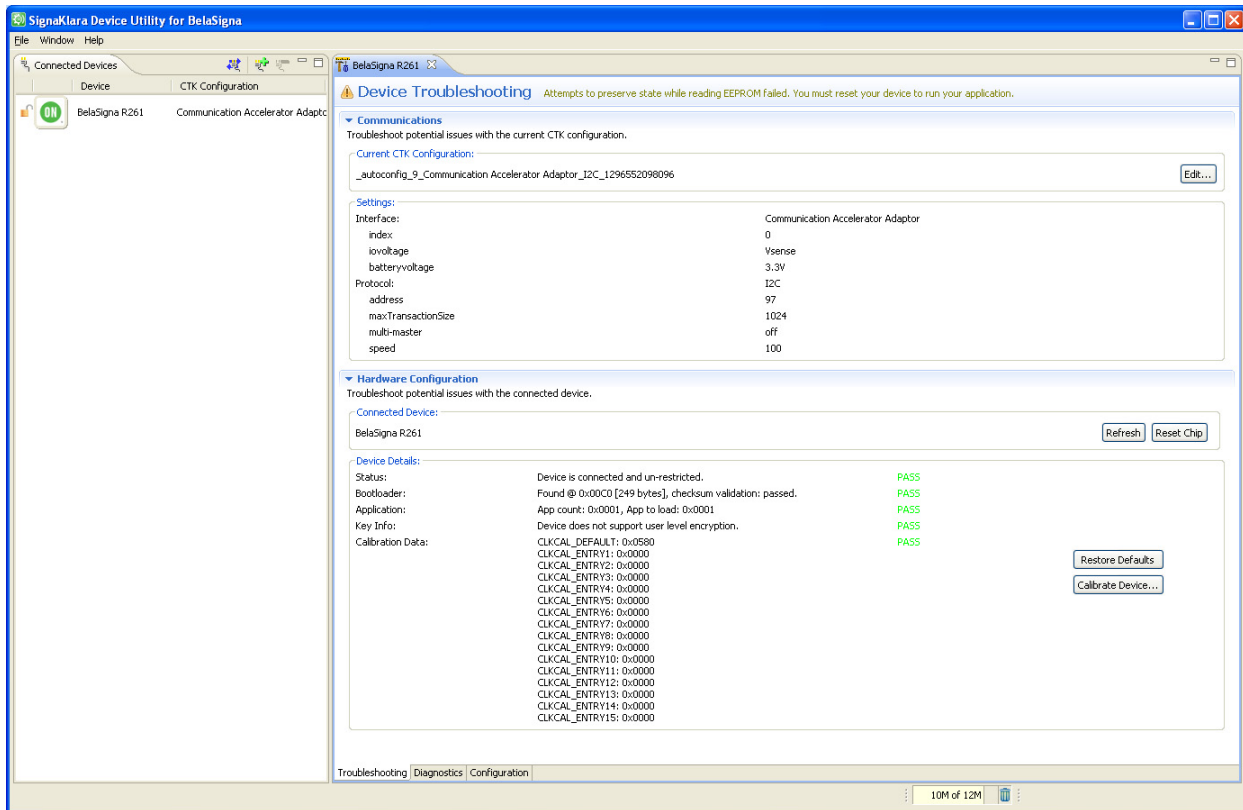 SignaKlara Device Utility for BelaSigna
File Window Help
Connected Devices
Device CTK Configuration
ON BelaSigna R261 Communication Accelerator Adaptc
BelaSigna R261
Device Troubleshooting Attempts to preserve state while reading EEPROM failed. You must reset your device to run your application.
Communications
Troubleshoot potential issues with the current CTK configuration.
Current CTK Configuration:
_autoconfig_9_Communication Accelerator Adaptor_I2C_1296552098096 Edit...
Settings:
Interface: Communication Accelerator Adaptor
index 0
iovoltage Vsense
batteryvoltage 3.3V
Protocol: I2C
address 97
maxTransactionSize 1024
multi-master off
speed 100
Hardware Configuration
Troubleshoot potential issues with the connected device.
Connected Device:
BelaSigna R261 Refresh Reset Chip
Device Details:
Status: Device is connected and un-restricted. PASS
Bootloader: Found @ 0x00C0 [249 bytes], checksum validation: passed. PASS
Application: App count: 0x0001, App to load: 0x0001 PASS
Key Info: Device does not support user level encryption. PASS
Calibration Data: CLKCAL_DEFAULT: 0x0580 PASS
CLKCAL_ENTRY1: 0x0000
CLKCAL_ENTRY2: 0x0000 Restore Defaults
CLKCAL_ENTRY3: 0x0000
CLKCAL_ENTRY4: 0x0000 Calibrate Device...
CLKCAL_ENTRY5: 0x0000
CLKCAL_ENTRY6: 0x0000
CLKCAL_ENTRY7: 0x0000
CLKCAL_ENTRY8: 0x0000
CLKCAL_ENTRY9: 0x0000
CLKCAL_ENTRY10: 0x0000
CLKCAL_ENTRY11: 0x0000
CLKCAL_ENTRY12: 0x0000
CLKCAL_ENTRY13: 0x0000
CLKCAL_ENTRY14: 0x0000
CLKCAL_ENTRY15: 0x0000
Troubleshooting Diagnostics Configuration
10M of 12M